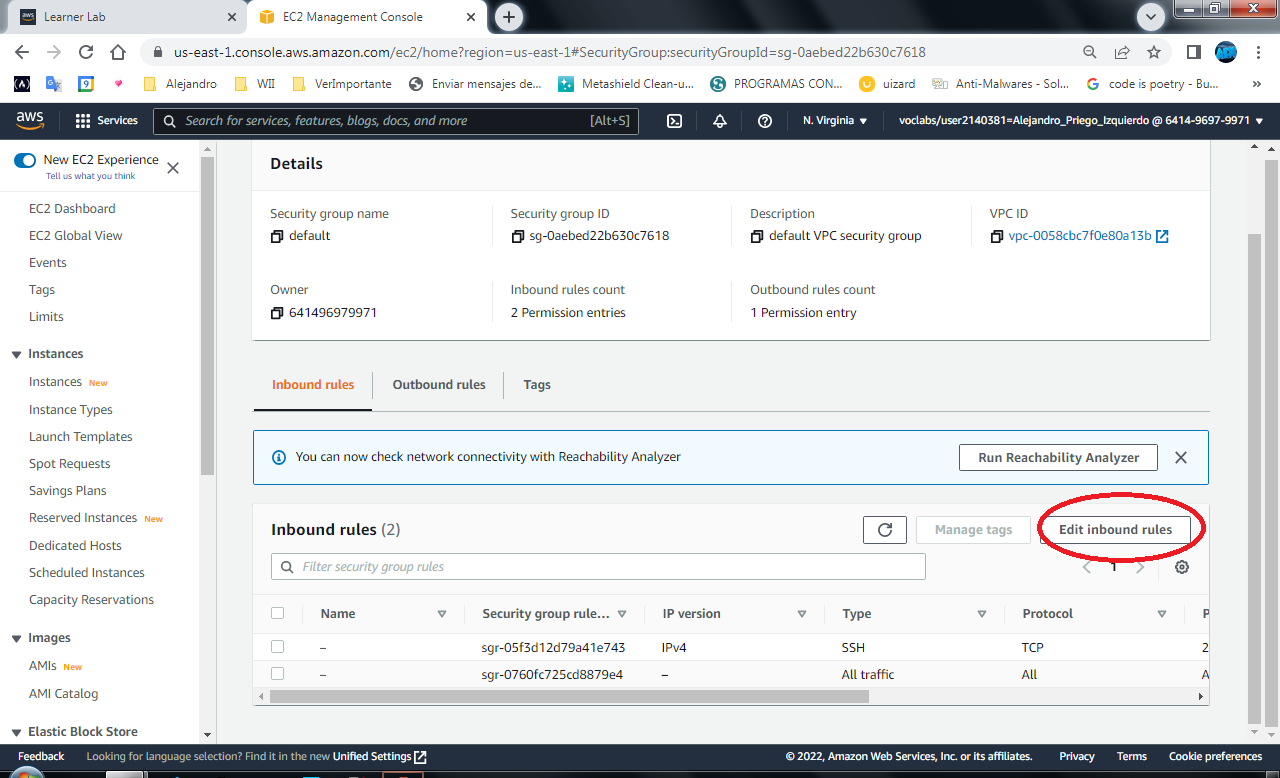 Learner Lab
EC2 Management Console
us-east-1.console.aws.amazon.com/ec2/home?region=us-east-1#SecurityGroup:securityGroupId=sg-0aebed22b630c7618
Alejandro WII VerImportante Enviar mensajes de... Metashield Clean-u... PROGRAMAS CON... uizard Anti-Malwares - Sol... code is poetry - Bu... »
aws Services Search for services, features, blogs, docs, and more [Alt+S] N. Virginia voclabs/user2140381=Alejandro_Priego_Izquierdo @ 6414-9697-9971
New EC2 Experience
Tell us what you think
EC2 Dashboard
EC2 Global View
Events
Tags
Limits
Instances
Instances New
Instance Types
Launch Templates
Spot Requests
Savings Plans
Reserved Instances New
Dedicated Hosts
Scheduled Instances
Capacity Reservations
Images
AMIs New
AMI Catalog
Elastic Block Store
Details
Security group name
default
Security group ID
sg-0aebed22b630c7618
Description
default VPC security group
VPC ID
vpc-0058cbc7f0e80a13b
Owner
641496979971
Inbound rules count
2 Permission entries
Outbound rules count
1 Permission entry
Inbound rules Outbound rules Tags
You can now check network connectivity with Reachability Analyzer Run Reachability Analyzer
Inbound rules (2) Manage tags Edit inbound rules
Filter security group rules 1
Name Security group rule... IP version Type Protocol P
– sgr-05f3d12d79a41e743 IPv4 SSH TCP 2
– sgr-0760fc725cd8879e4 – All traffic All A
Feedback Looking for language selection? Find it in the new Unified Settings © 2022, Amazon Web Services, Inc. or its affiliates. Privacy Terms Cookie preferences